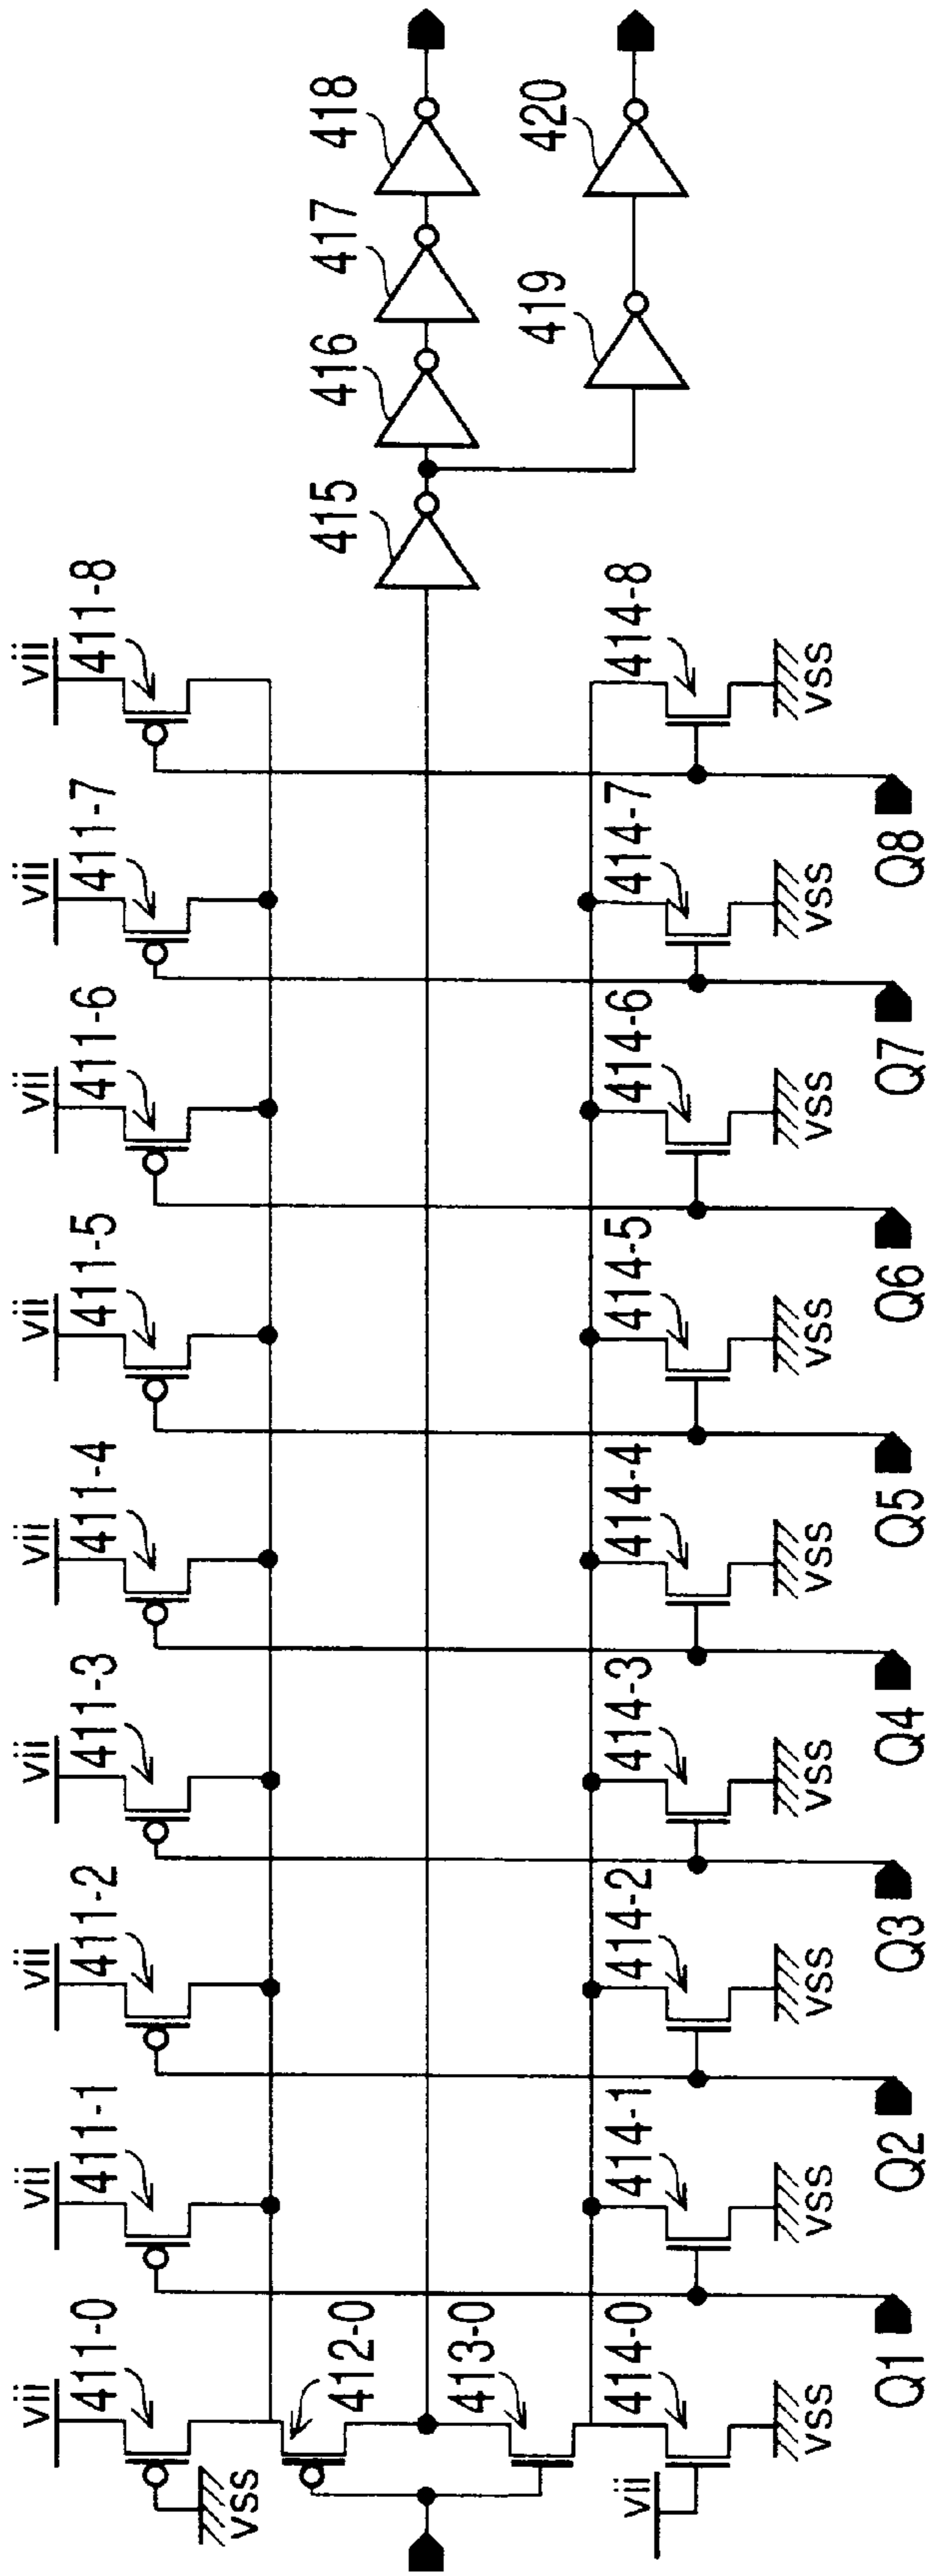 vii vii vii vii vii vii vii vii vii
411-0 411-1 411-2 411-3 411-4 411-5 411-6 411-7 411-8
vss
412-0
415 416 417 418
413-0
419 420
414-0 414-1 414-2 414-3 414-4 414-5 414-6 414-7 414-8
vii
vss vss vss vss vss vss vss vss vss
Q1 Q2 Q3 Q4 Q5 Q6 Q7 Q8